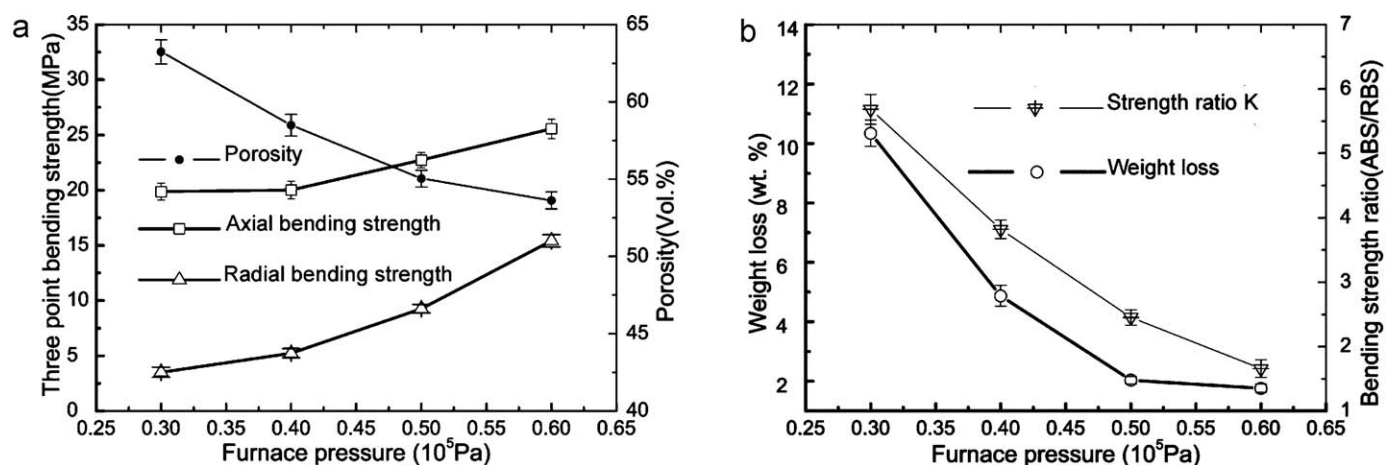 a
Three point bending strength(MPa)
35
30
25
20
15
10
5
0
Porosity
Axial bending strength
Radial bending strength
65
60
55
50
45
40
Porosity(Vol.%)
0.25 0.30 0.35 0.40 0.45 0.50 0.55 0.60 0.65
Furnace pressure (10⁵Pa)
b
Weight loss (wt. %)
14
12
10
8
6
4
2
Strength ratio K
Weight loss
7
6
5
4
3
2
1
Bending strength ratio(ABS/RBS)
0.25 0.30 0.35 0.40 0.45 0.50 0.55 0.60 0.65
Furnace pressure (10⁵Pa)